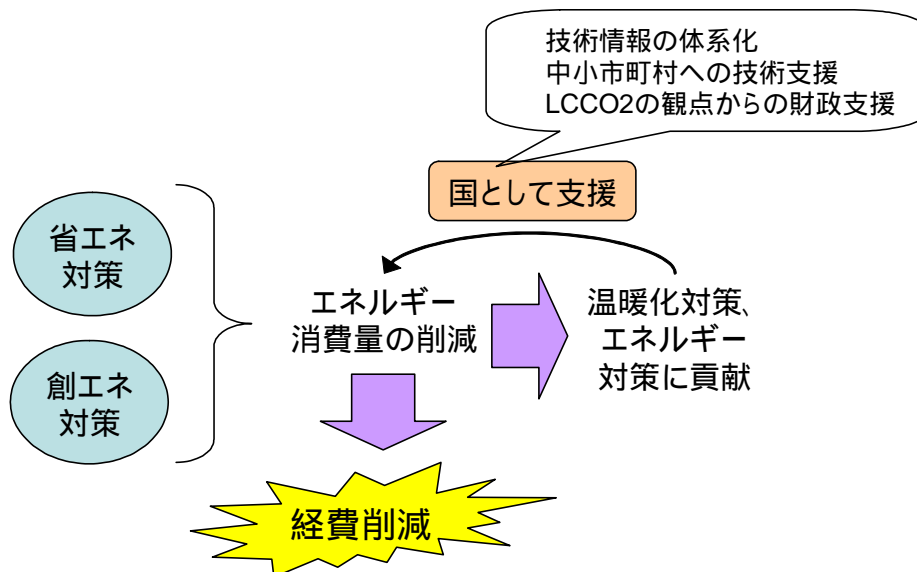 技術情報の体系化
中小市町村への技術支援
LCCO2の観点からの財政支援
国として支援
省エネ
対策
創エネ
対策
エネルギー
消費量の削減
温暖化対策、
エネルギー
対策に貢献
経費削減